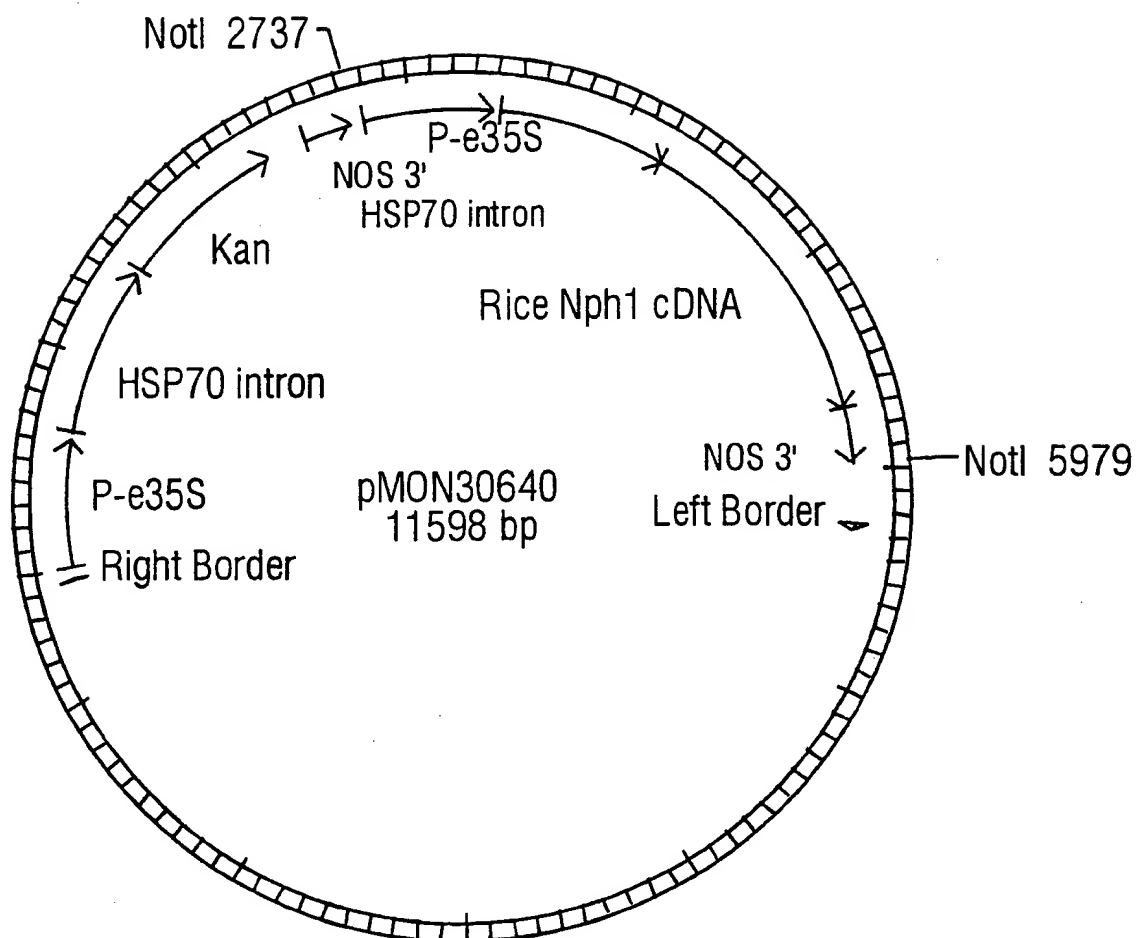 NotI 2737
P-e35S
NOS 3'
HSP70 intron
Kan
Rice Nph1 cDNA
HSP70 intron
NOS 3'
NotI 5979
P-e35S
pMON30640
11598 bp
Left Border
Right Border